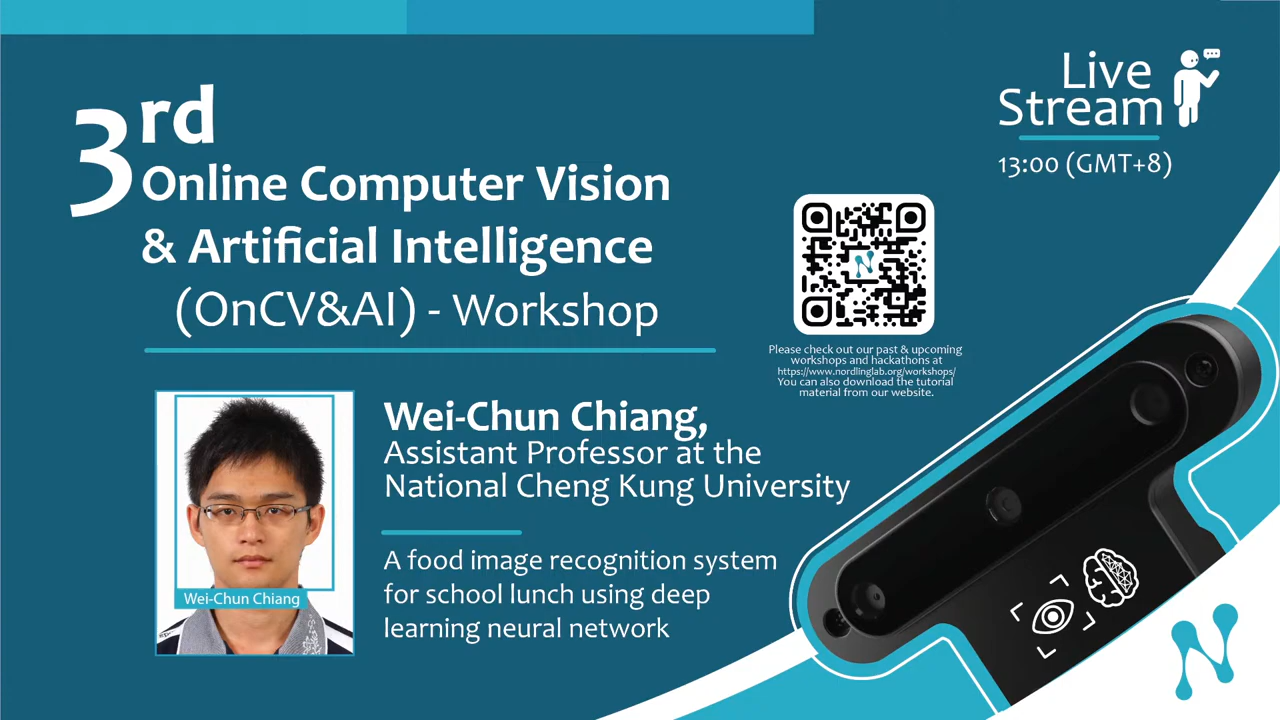 3rd
Online Computer Vision
& Artificial Intelligence
(OnCV&AI) - Workshop
Live
Stream
13:00 (GMT+8)
Please check out our past & upcoming
workshops and hackathons at
https://www.nordlinglab.org/workshops/
You can also download the tutorial
material from our website.
Wei-Chun Chiang,
Assistant Professor at the
National Cheng Kung University
A food image recognition system
for school lunch using deep
learning neural network
Wei-Chun Chiang